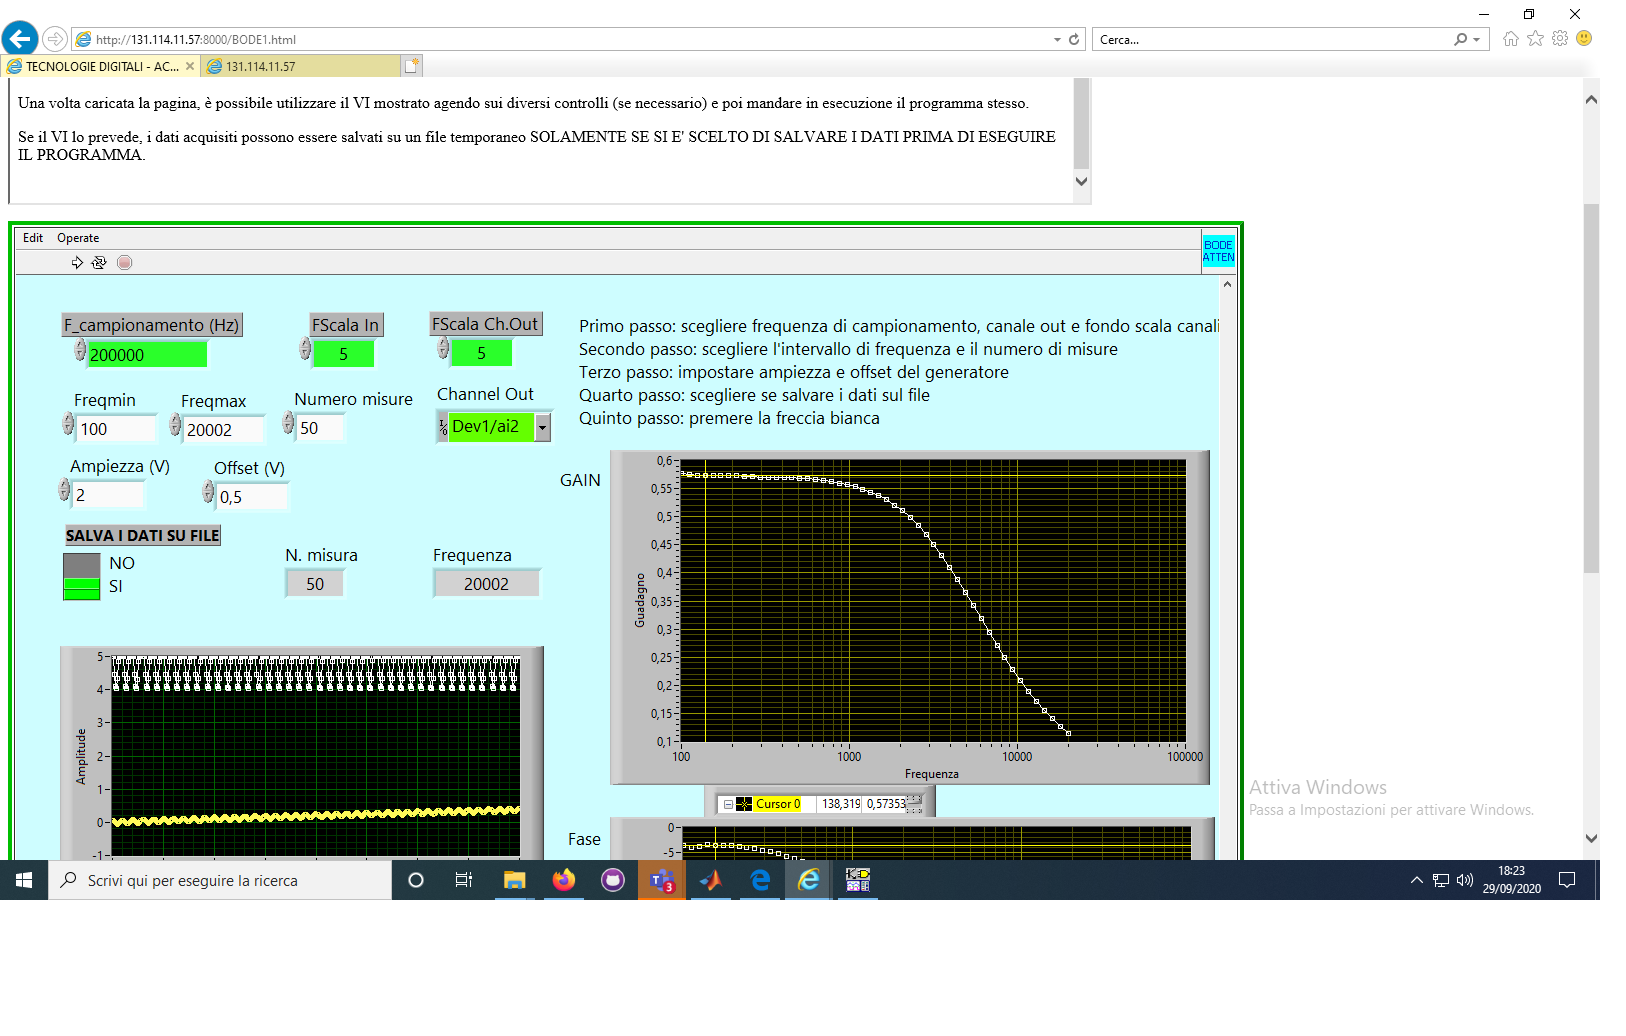 http://131.114.11.57:8000/BODE1.html
Cerca...
TECNOLOGIE DIGITALI - AC...
131.114.11.57
Una volta caricata la pagina, è possibile utilizzare il VI mostrato agendo sui diversi controlli (se necessario) e poi mandare in esecuzione il programma stesso.
Se il VI lo prevede, i dati acquisiti possono essere salvati su un file temporaneo SOLAMENTE SE SI E' SCELTO DI SALVARE I DATI PRIMA DI ESEGUIRE
IL PROGRAMMA.
Edit Operate
BODE
ATTEN
F_campionamento (Hz)
200000
FScala In
5
FScala Ch.Out
5
Primo passo: scegliere frequenza di campionamento, canale out e fondo scala canali
Secondo passo: scegliere l'intervallo di frequenza e il numero di misure
Terzo passo: impostare ampiezza e offset del generatore
Quarto passo: scegliere se salvare i dati sul file
Quinto passo: premere la freccia bianca
Freqmin
100
Freqmax
20002
Numero misure
50
Channel Out
I/O Dev1/ai2
Ampiezza (V)
2
Offset (V)
0,5
SALVA I DATI SU FILE
NO
SI
N. misura
50
Frequenza
20002
GAIN
Guadagno
0,6
0,55
0,5
0,45
0,4
0,35
0,3
0,25
0,2
0,15
0,1
100 1000 10000 100000
Frequenza
Cursor 0 138,319 0,57353
Amplitude
5
4
3
2
1
0
-1
Fase
0
-5
Attiva Windows
Passa a Impostazioni per attivare Windows.
Scrivi qui per eseguire la ricerca
3
18:23
29/09/2020